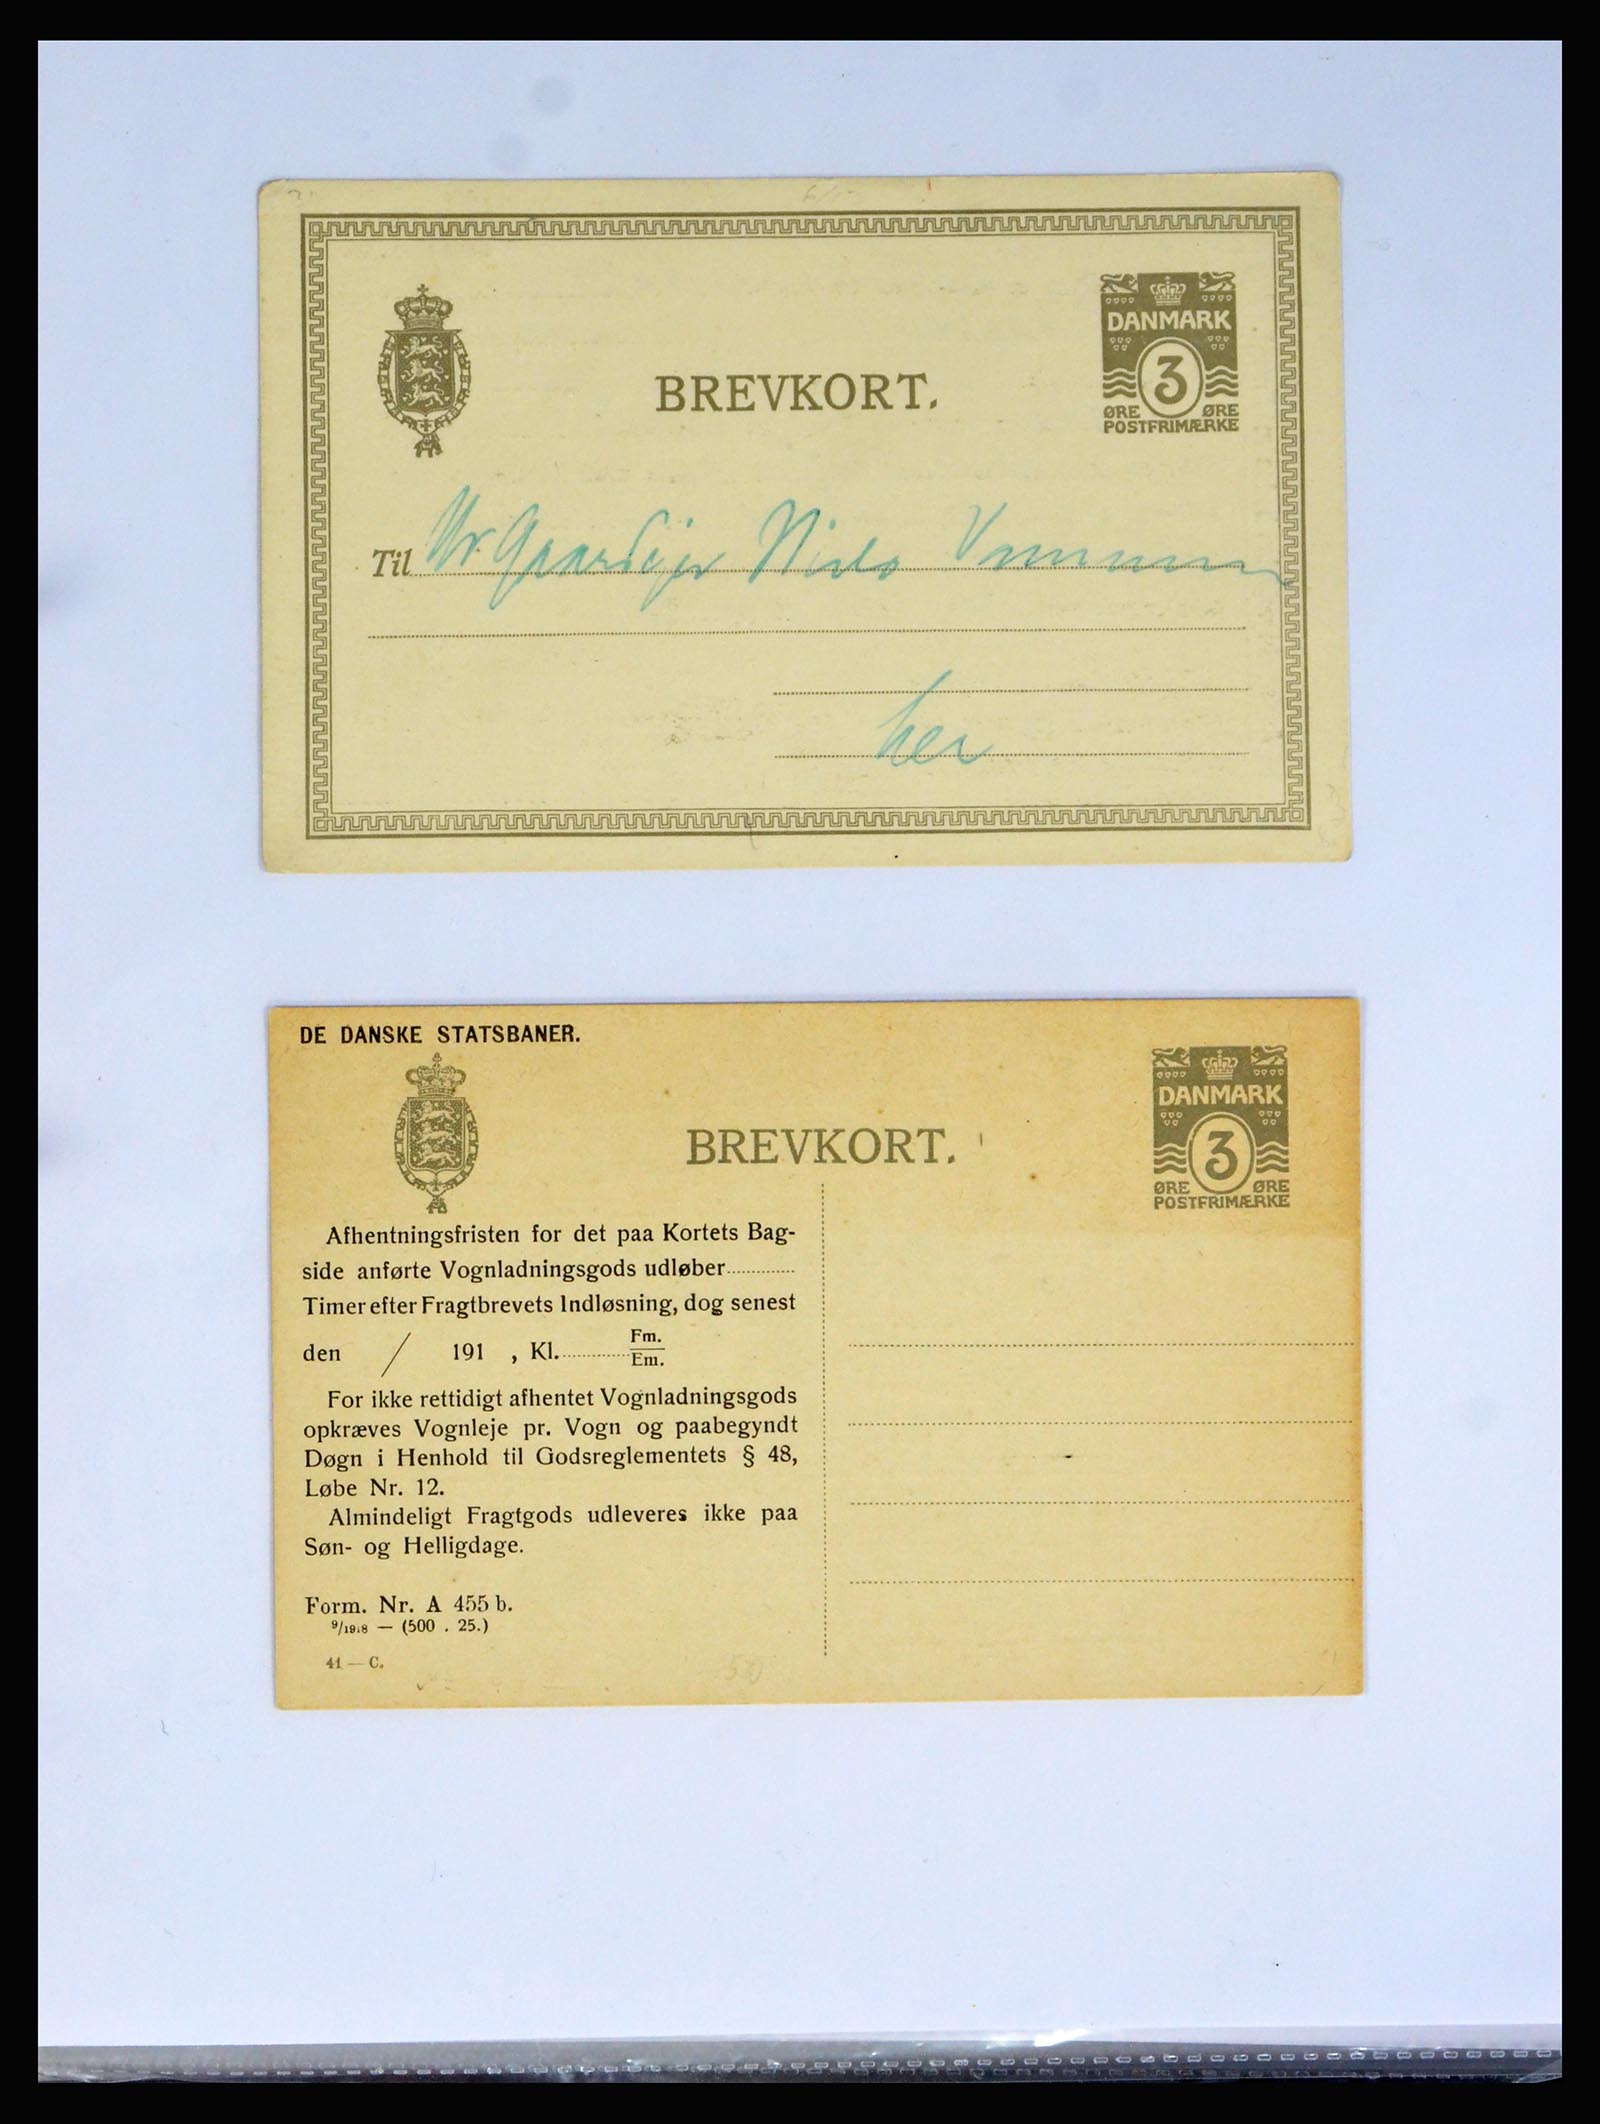 BREVKORT.
DANMARK
3
ØRE ØRE
POSTFRIMÆRKE
Til Hr. Gaardejer Niels
her
DE DANSKE STATSBANER.
BREVKORT.
DANMARK
3
ØRE ØRE
POSTFRIMÆRKE
Afhentningsfristen for det paa Kortets Bag-
side anførte Vognladningsgods udløber
Timer efter Fragtbrevets Indløsning, dog senest
den / 191 , Kl. Fm.
Em.
For ikke rettidigt afhentet Vognladningsgods
opkræves Vognleje pr. Vogn og paabegyndt
Døgn i Henhold til Godsreglementets § 48,
Løbe Nr. 12.
Almindeligt Fragtgods udleveres ikke paa
Søn- og Helligdage.
Form. Nr. A 455 b.
9/1918 — (500 . 25.)
41 — C.